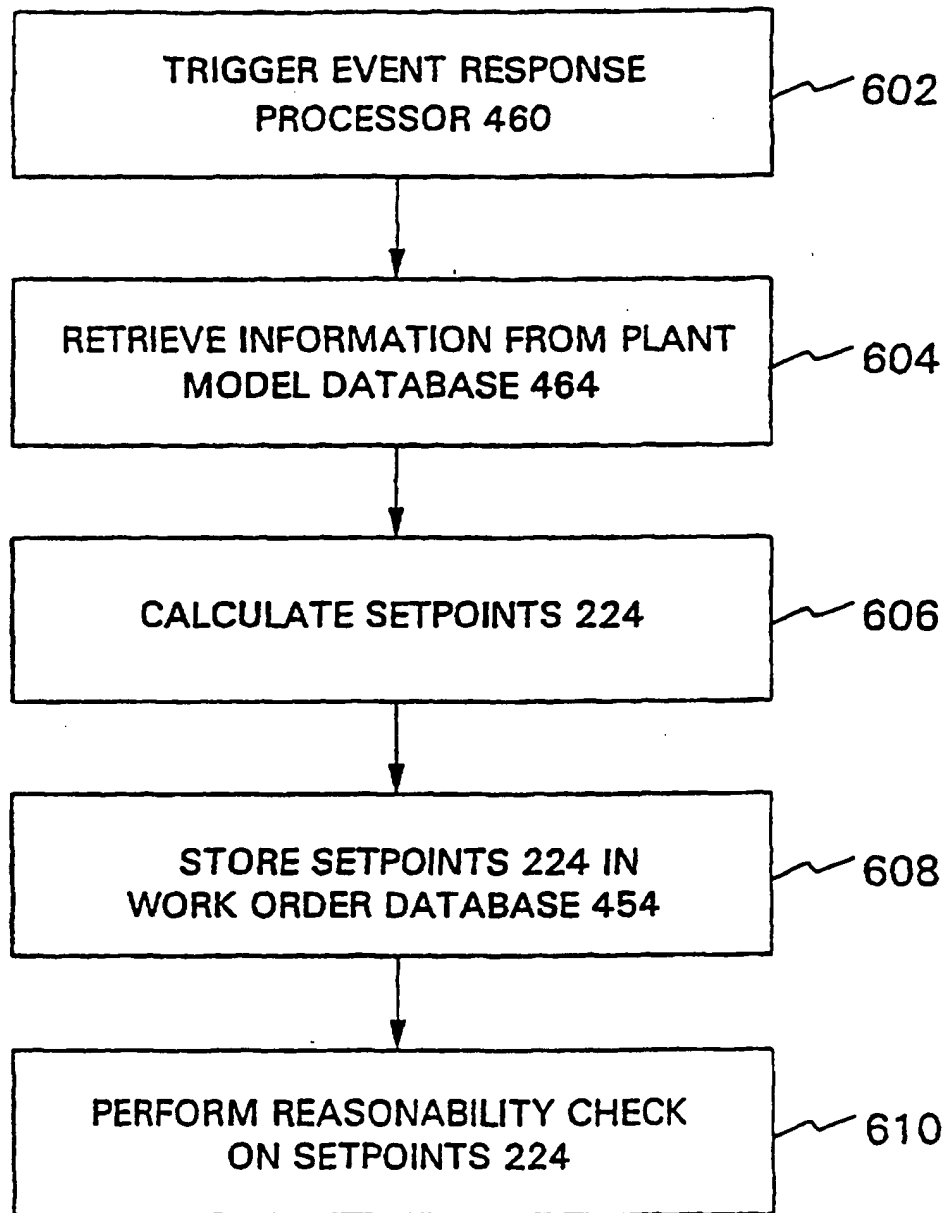 TRIGGER EVENT RESPONSE
PROCESSOR 460
602
RETRIEVE INFORMATION FROM PLANT
MODEL DATABASE 464
604
CALCULATE SETPOINTS 224
606
STORE SETPOINTS 224 IN
WORK ORDER DATABASE 454
608
PERFORM REASONABILITY CHECK
ON SETPOINTS 224
610